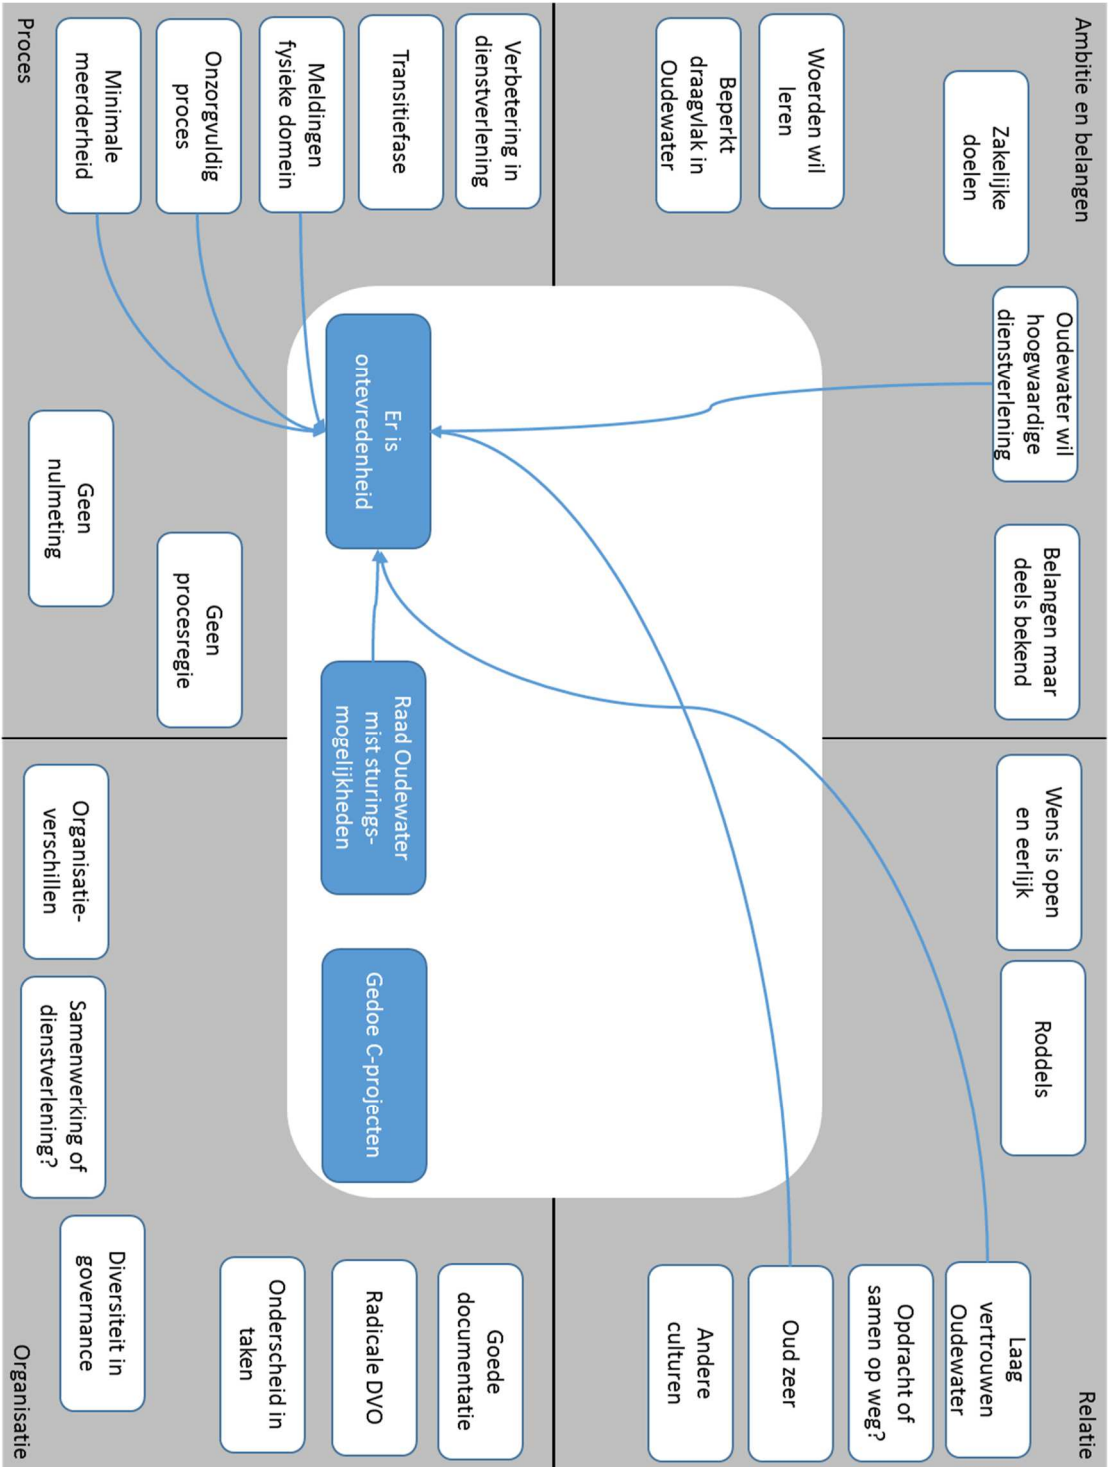 Ambitie en belangen
Zakelijke
doelen
Oudewater wil
hoogwaardige
dienstverlening
Belangen maar
deels bekend
Woerden wil
leren
Beperkt
draagvlak in
Oudewater
Relatie
Wens is open
en eerlijk
Roddels
Laag
vertrouwen
Oudewater
Opdracht of
samen op weg?
Oud zeer
Andere
culturen
Er is
ontevredenheid
Raad Oudewater
mist sturings-
mogelijkheden
Gedoe C-projecten
Verbetering in
dienstverlening
Transitiefase
Meldingen
fysieke domein
Onzorgvuldig
proces
Minimale
meerderheid
Geen
procesregie
Geen
nulmeting
Proces
Goede
documentatie
Radicale DVO
Onderscheid in
taken
Organisatie-
verschillen
Samenwerking of
dienstverlening?
Diversiteit in
governance
Organisatie